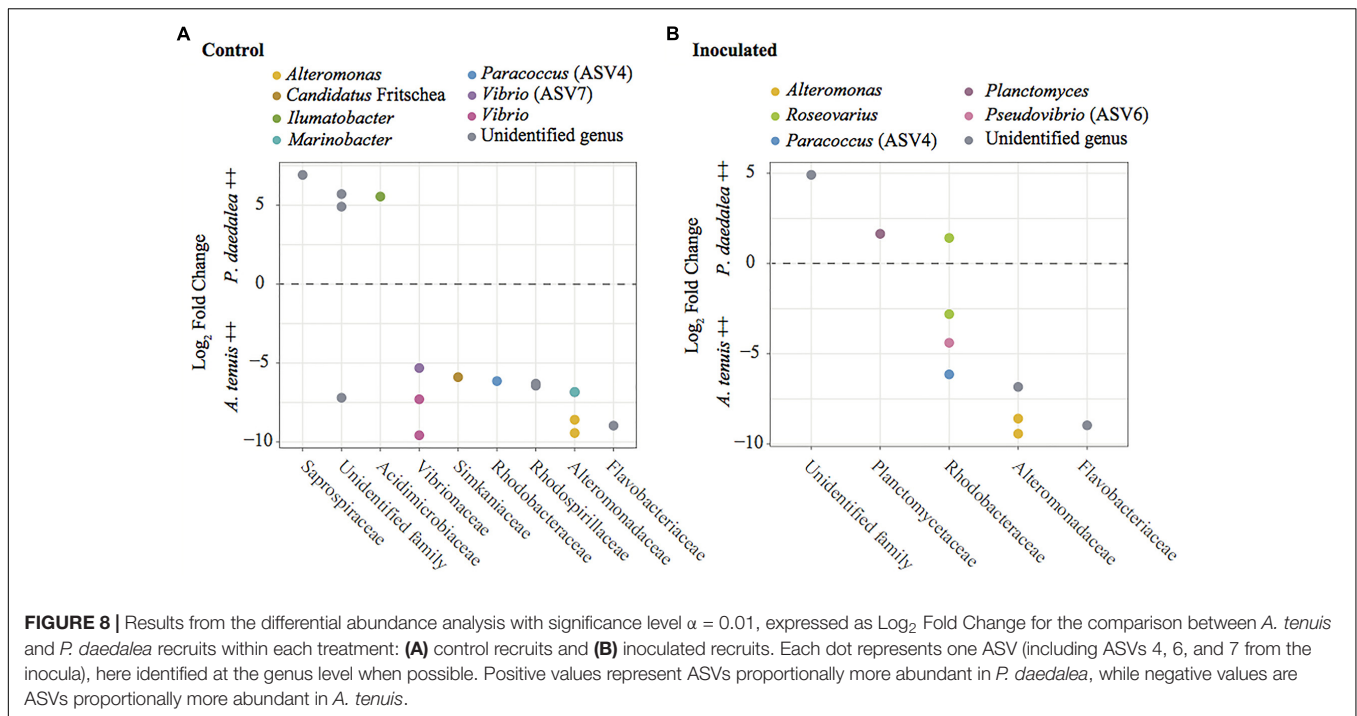 A
Control
Alteromonas
Candidatus Fritschea
Ilumatobacter
Marinobacter
Paracoccus (ASV4)
Vibrio (ASV7)
Vibrio
Unidentified genus
Log2 Fold Change
A. tenuis ++
P. daedalea ++
5
0
−5
−10
Saprospiraceae
Unidentified family
Acidimicrobiaceae
Vibrionaceae
Simkaniaceae
Rhodobacteraceae
Rhodospirillaceae
Alteromonadaceae
Flavobacteriaceae
B
Inoculated
Alteromonas
Roseovarius
Paracoccus (ASV4)
Planctomyces
Pseudovibrio (ASV6)
Unidentified genus
Log2 Fold Change
A. tenuis ++
P. daedalea ++
5
0
−5
−10
Unidentified family
Planctomycetaceae
Rhodobacteraceae
Alteromonadaceae
Flavobacteriaceae
FIGURE 8 | Results from the differential abundance analysis with significance level α = 0.01, expressed as Log2 Fold Change for the comparison between A. tenuis
and P. daedalea recruits within each treatment: (A) control recruits and (B) inoculated recruits. Each dot represents one ASV (including ASVs 4, 6, and 7 from the
inocula), here identified at the genus level when possible. Positive values represent ASVs proportionally more abundant in P. daedalea, while negative values are
ASVs proportionally more abundant in A. tenuis.